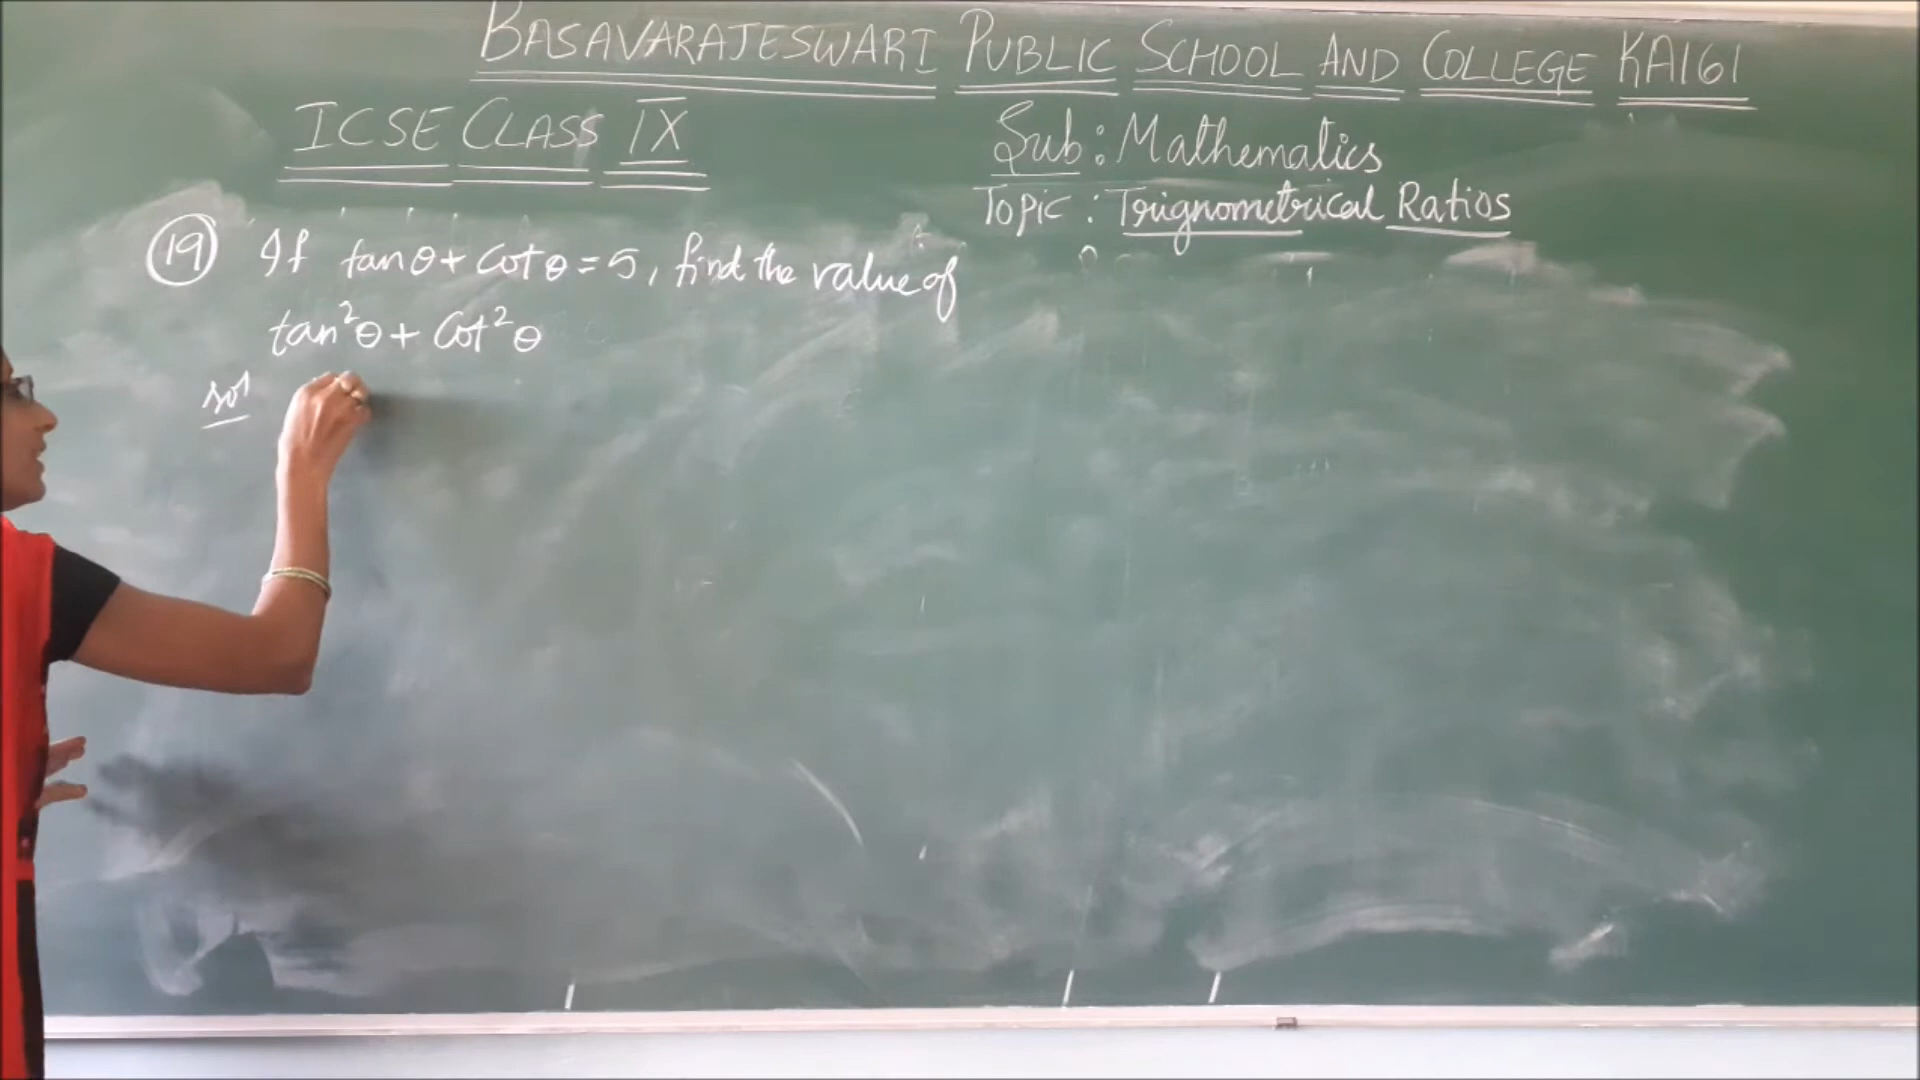 BASAVARAJESWARI PUBLIC SCHOOL AND COLLEGE KA161
ICSE CLASS IX
Sub: Mathematics
Topic: Trignometrical Ratios
(19) If tanθ + cotθ = 5, find the value of
tan²θ + cot²θ
sol